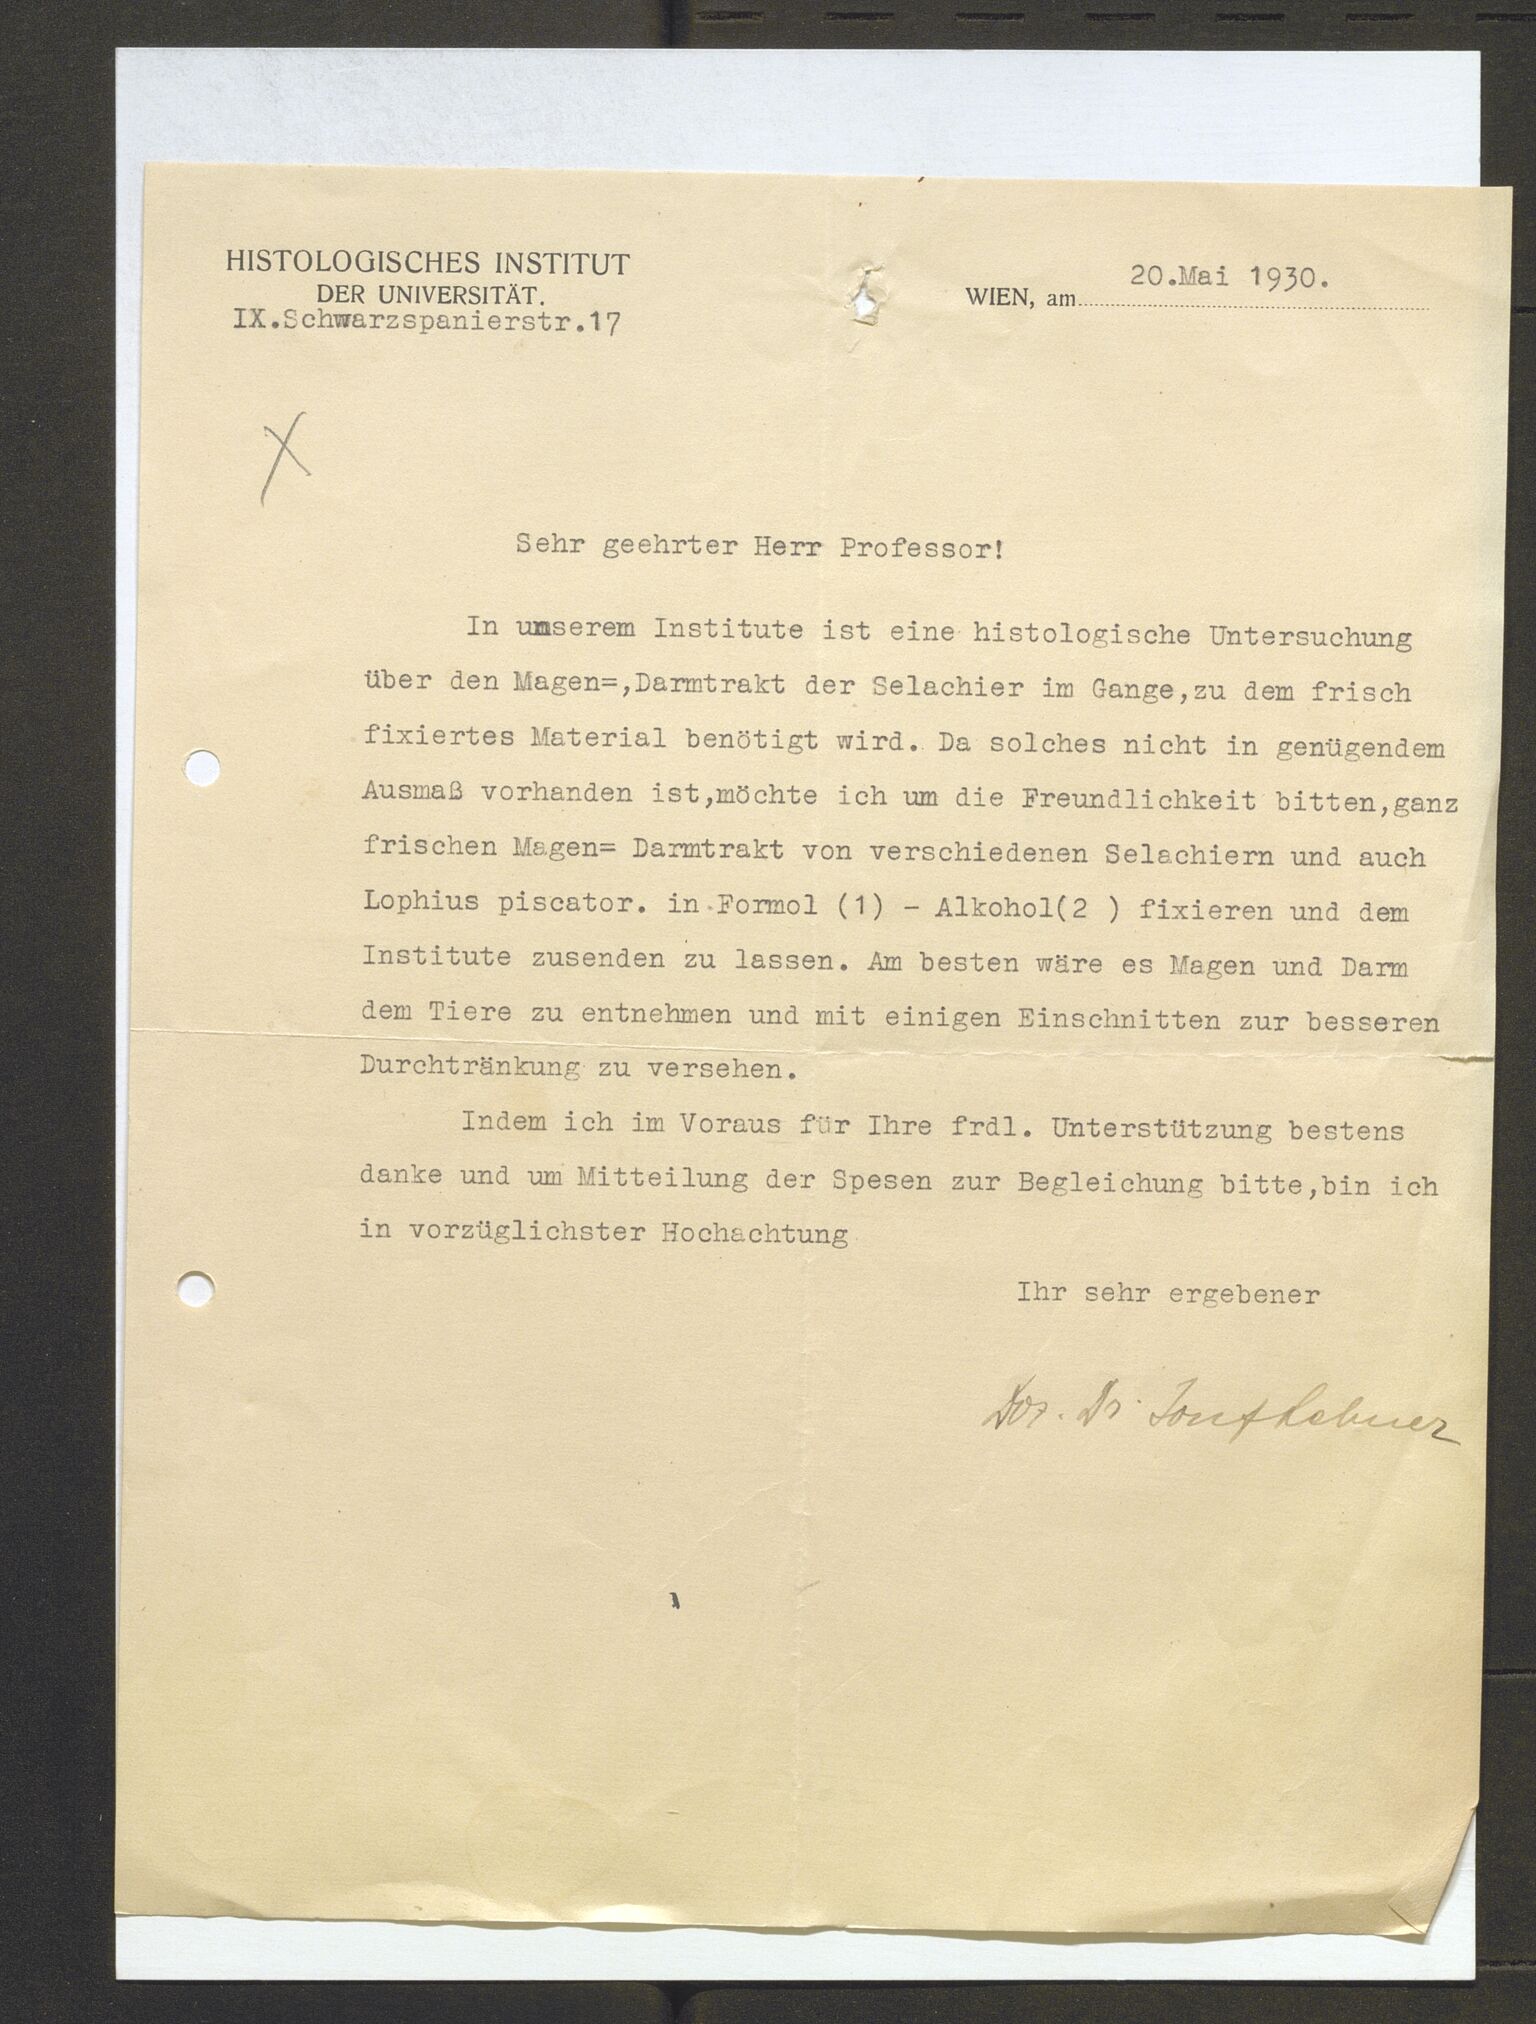 HISTOLOGISCHES INSTITUT
DER UNIVERSITÄT.
IX.Schwarzspanierstr.17
WIEN, am 20.Mai 1930.
X
Sehr geehrter Herr Professor!
In unserem Institute ist eine histologische Untersuchung
über den Magen=,Darmtrakt der Selachier im Gange,zu dem frisch
fixiertes Material benötigt wird. Da solches nicht in genügendem
Ausmaß vorhanden ist,möchte ich um die Freundlichkeit bitten,ganz
frischen Magen= Darmtrakt von verschiedenen Selachiern und auch
Lophius piscator. in Formol (1) - Alkohol(2 ) fixieren und dem
Institute zusenden zu lassen. Am besten wäre es Magen und Darm
dem Tiere zu entnehmen und mit einigen Einschnitten zur besseren
Durchtränkung zu versehen.
Indem ich im Voraus für Ihre frdl. Unterstützung bestens
danke und um Mitteilung der Spesen zur Begleichung bitte,bin ich
in vorzüglichster Hochachtung
Ihr sehr ergebener
Dr. Lehner